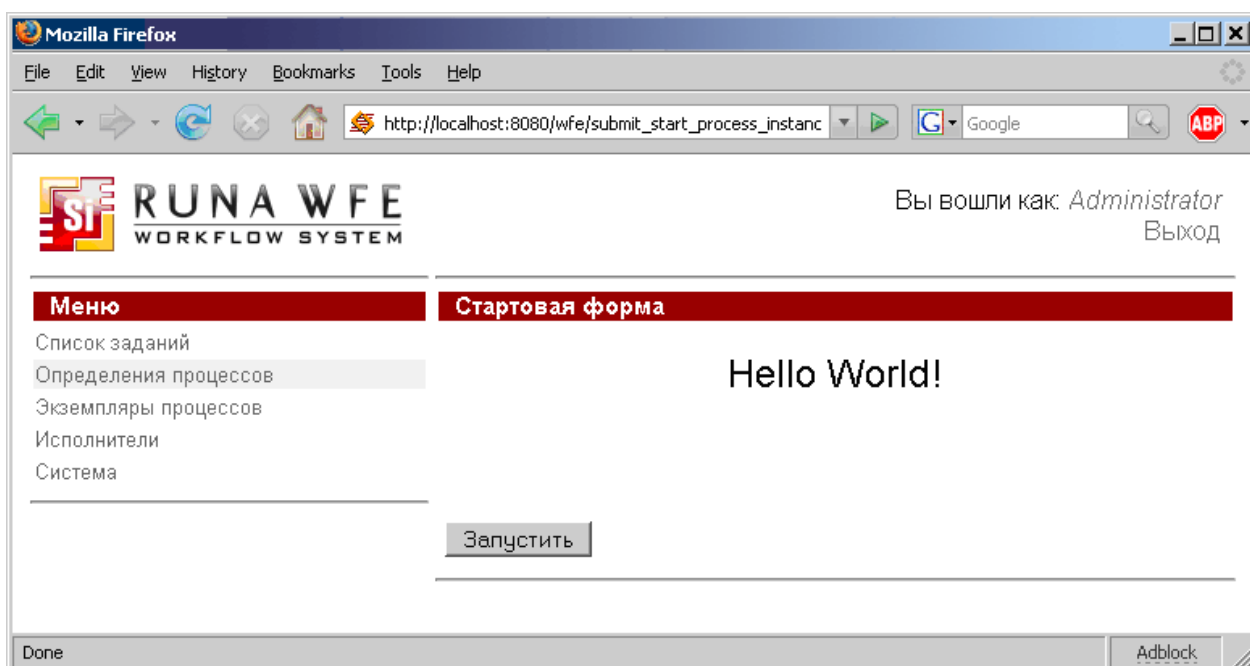 Mozilla Firefox
File Edit View History Bookmarks Tools Help
http://localhost:8080/wfe/submit_start_process_instanc
G Google
ABP
Si
RUNA WFE
WORKFLOW SYSTEM
Вы вошли как: Administrator
Выход
Меню
Список заданий
Определения процессов
Экземпляры процессов
Исполнители
Система
Стартовая форма
Hello World!
Запустить
Done
Adblock